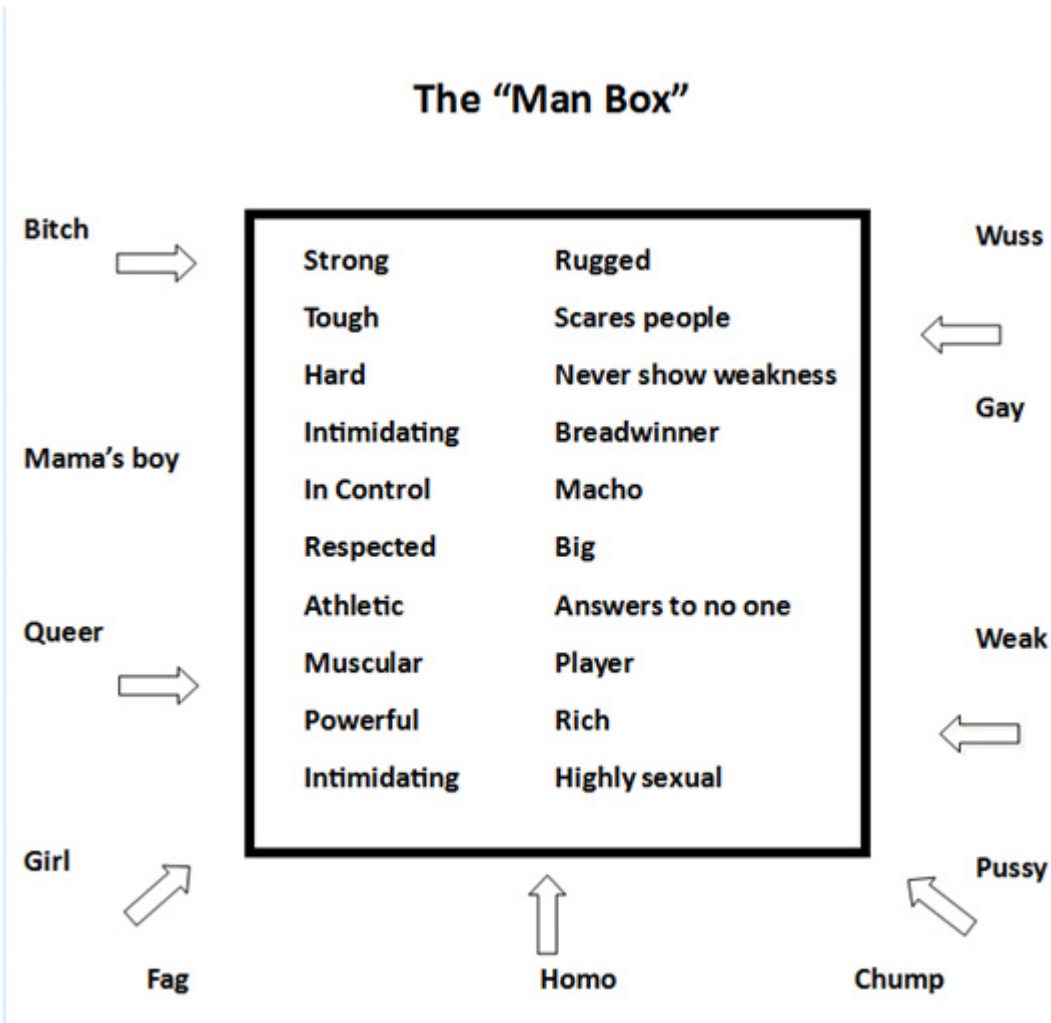 The “Man Box”
Bitch
Wuss
Strong Rugged
Tough Scares people
Hard Never show weakness
Gay
Intimidating Breadwinner
Mama’s boy
In Control Macho
Respected Big
Athletic Answers to no one
Queer
Weak
Muscular Player
Powerful Rich
Intimidating Highly sexual
Girl
Pussy
Fag Homo Chump